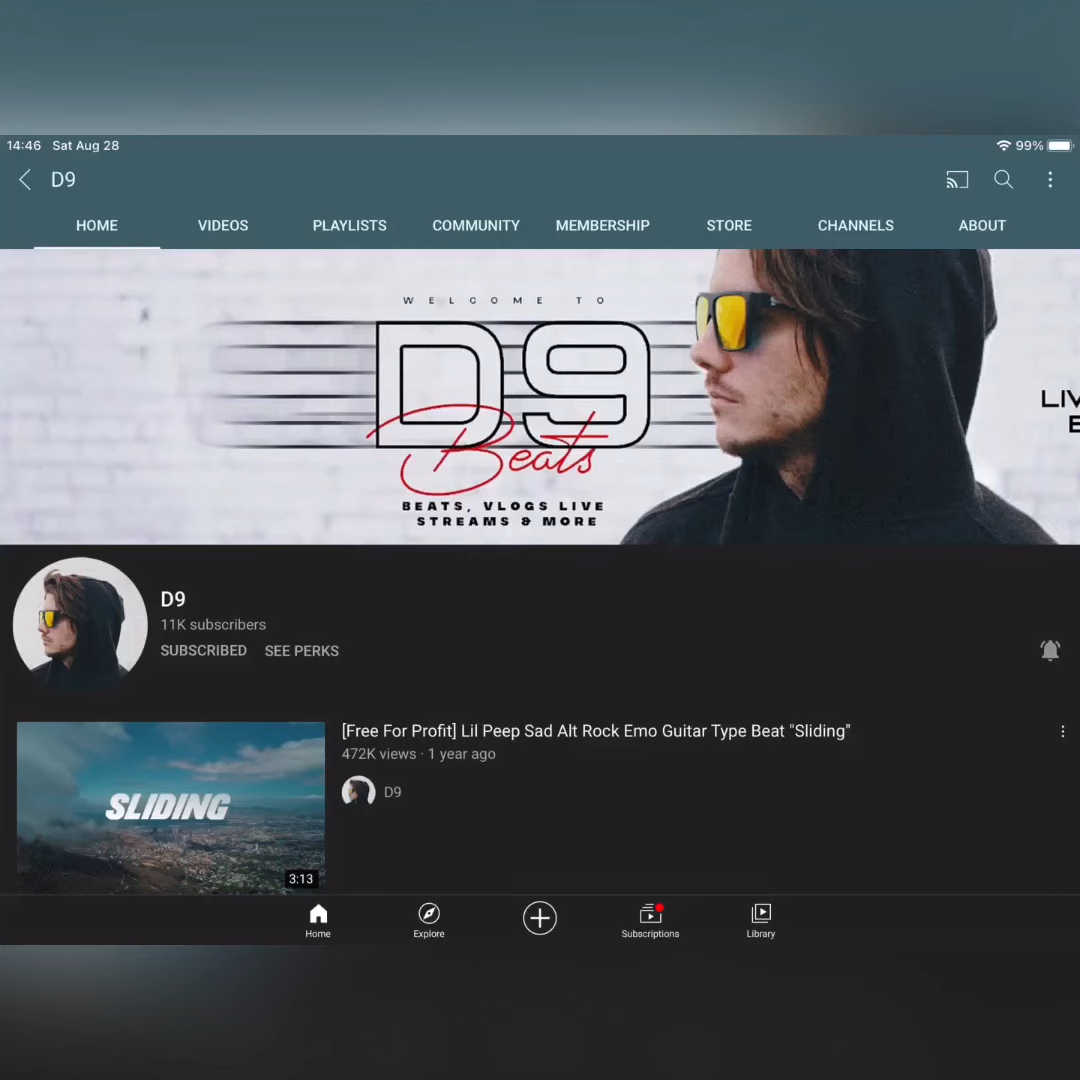 14:46 Sat Aug 28 99%
D9
HOME VIDEOS PLAYLISTS COMMUNITY MEMBERSHIP STORE CHANNELS ABOUT
WELCOME TO
D9
Beats
BEATS, VLOGS LIVE
STREAMS & MORE
D9
11K subscribers
SUBSCRIBED SEE PERKS
[Free For Profit] Lil Peep Sad Alt Rock Emo Guitar Type Beat "Sliding"
472K views · 1 year ago
D9
SLIDING
3:13
Home Explore Subscriptions Library